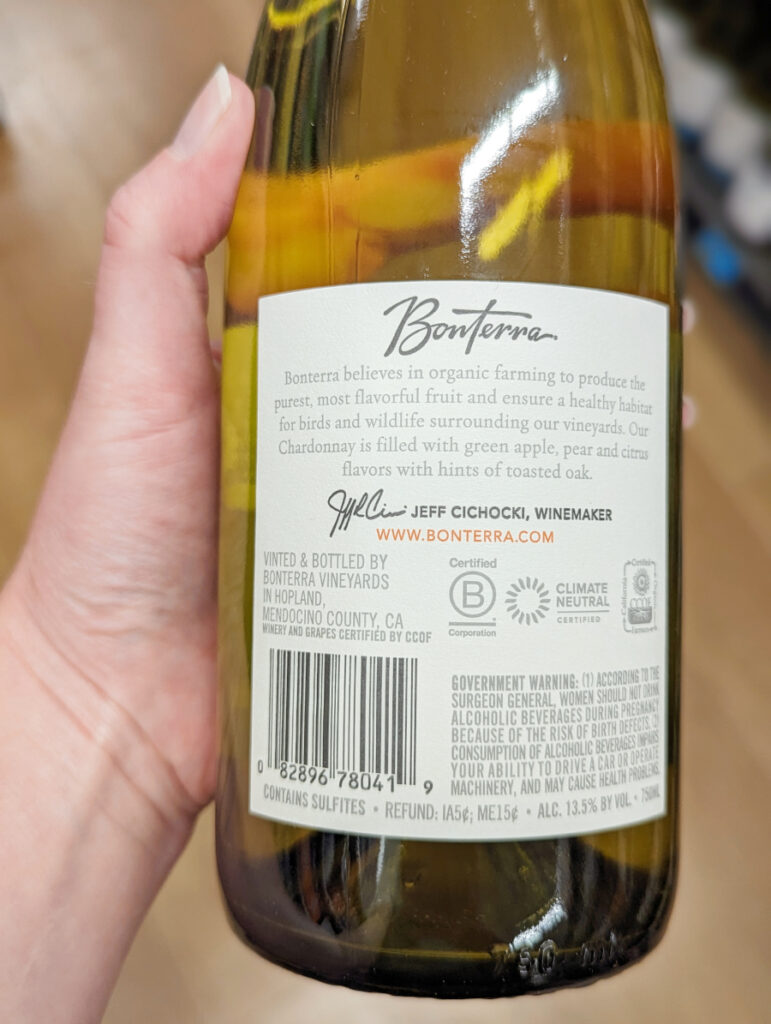 Bonterra
Bonterra believes in organic farming to produce the
purest, most flavorful fruit and ensure a healthy habitat
for birds and wildlife surrounding our vineyards. Our
Chardonnay is filled with green apple, pear and citrus
flavors with hints of toasted oak.
JEFF CICHOCKI, WINEMAKER
WWW.BONTERRA.COM
VINTED & BOTTLED BY
BONTERRA VINEYARDS
IN HOPLAND,
MENDOCINO COUNTY, CA
WINERY AND GRAPES CERTIFIED BY CCOF
Certified
B
Corporation
CLIMATE
NEUTRAL
CERTIFIED
California
Certified
CCOF
GOVERNMENT WARNING: (1) ACCORDING TO THE
SURGEON GENERAL, WOMEN SHOULD NOT DRINK
ALCOHOLIC BEVERAGES DURING PREGNANCY
BECAUSE OF THE RISK OF BIRTH DEFECTS. (2)
CONSUMPTION OF ALCOHOLIC BEVERAGES IMPAIRS
YOUR ABILITY TO DRIVE A CAR OR OPERATE
MACHINERY, AND MAY CAUSE HEALTH PROBLEMS.
0 82896 78041 9
CONTAINS SULFITES • REFUND: IA5¢; ME15¢ • ALC. 13.5% BY VOL. • 750ML